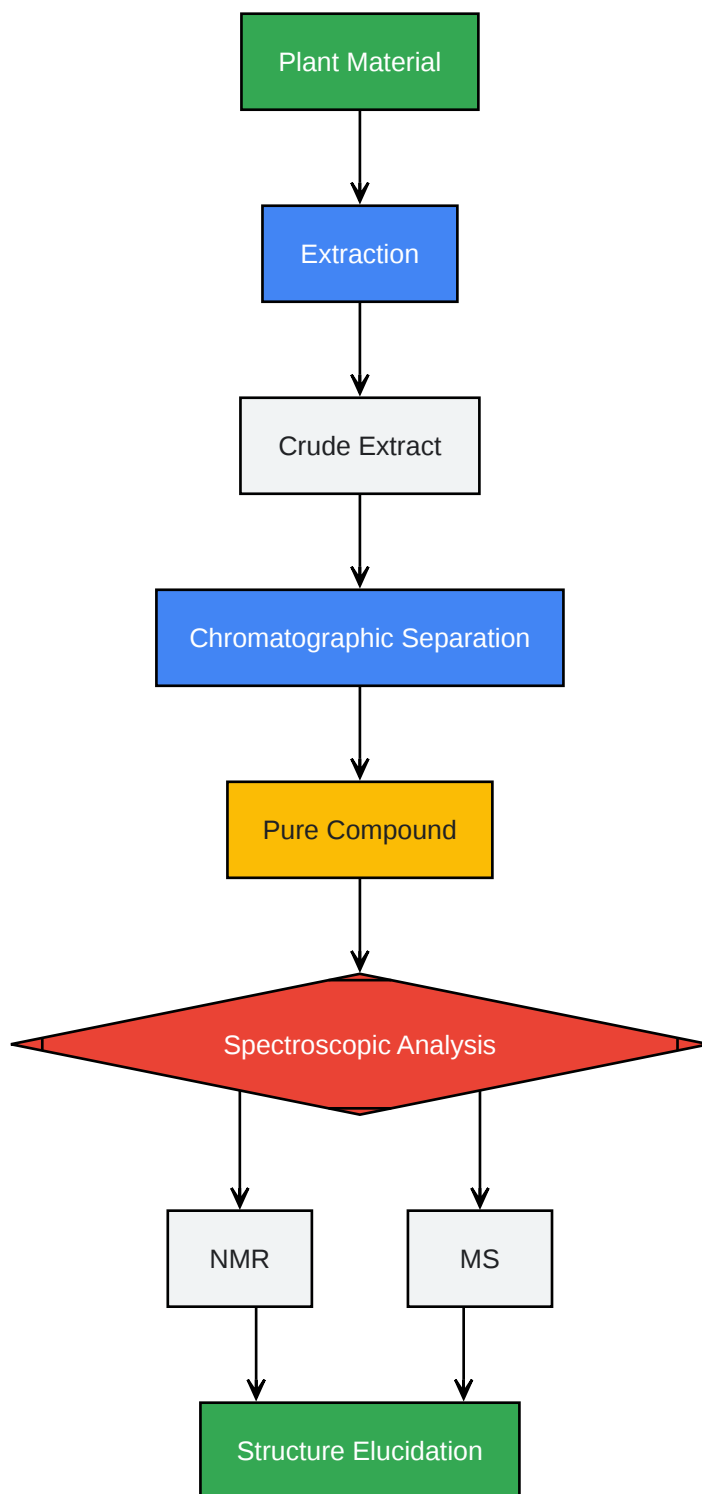 Plant Material
Extraction
Crude Extract
Chromatographic Separation
Pure Compound
Spectroscopic Analysis
NMR
MS
Structure Elucidation